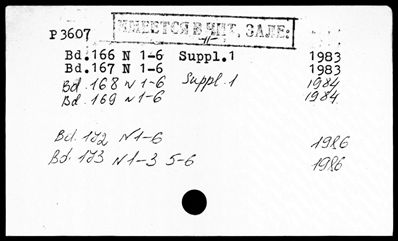 P 3607
ИМЕЕТСЯ В ЧИТ. ЗАЛЕ:
-"-
Bd.166 N 1-6 Suppl.1 1983
Bd.167 N 1-6 1983
Bd. 168 N 1-6 Suppl. 1 1984
Bd. 169 N 1-6 1984
Bd. 172 N 1-6 1986
Bd. 173 N 1-3 5-6 1986